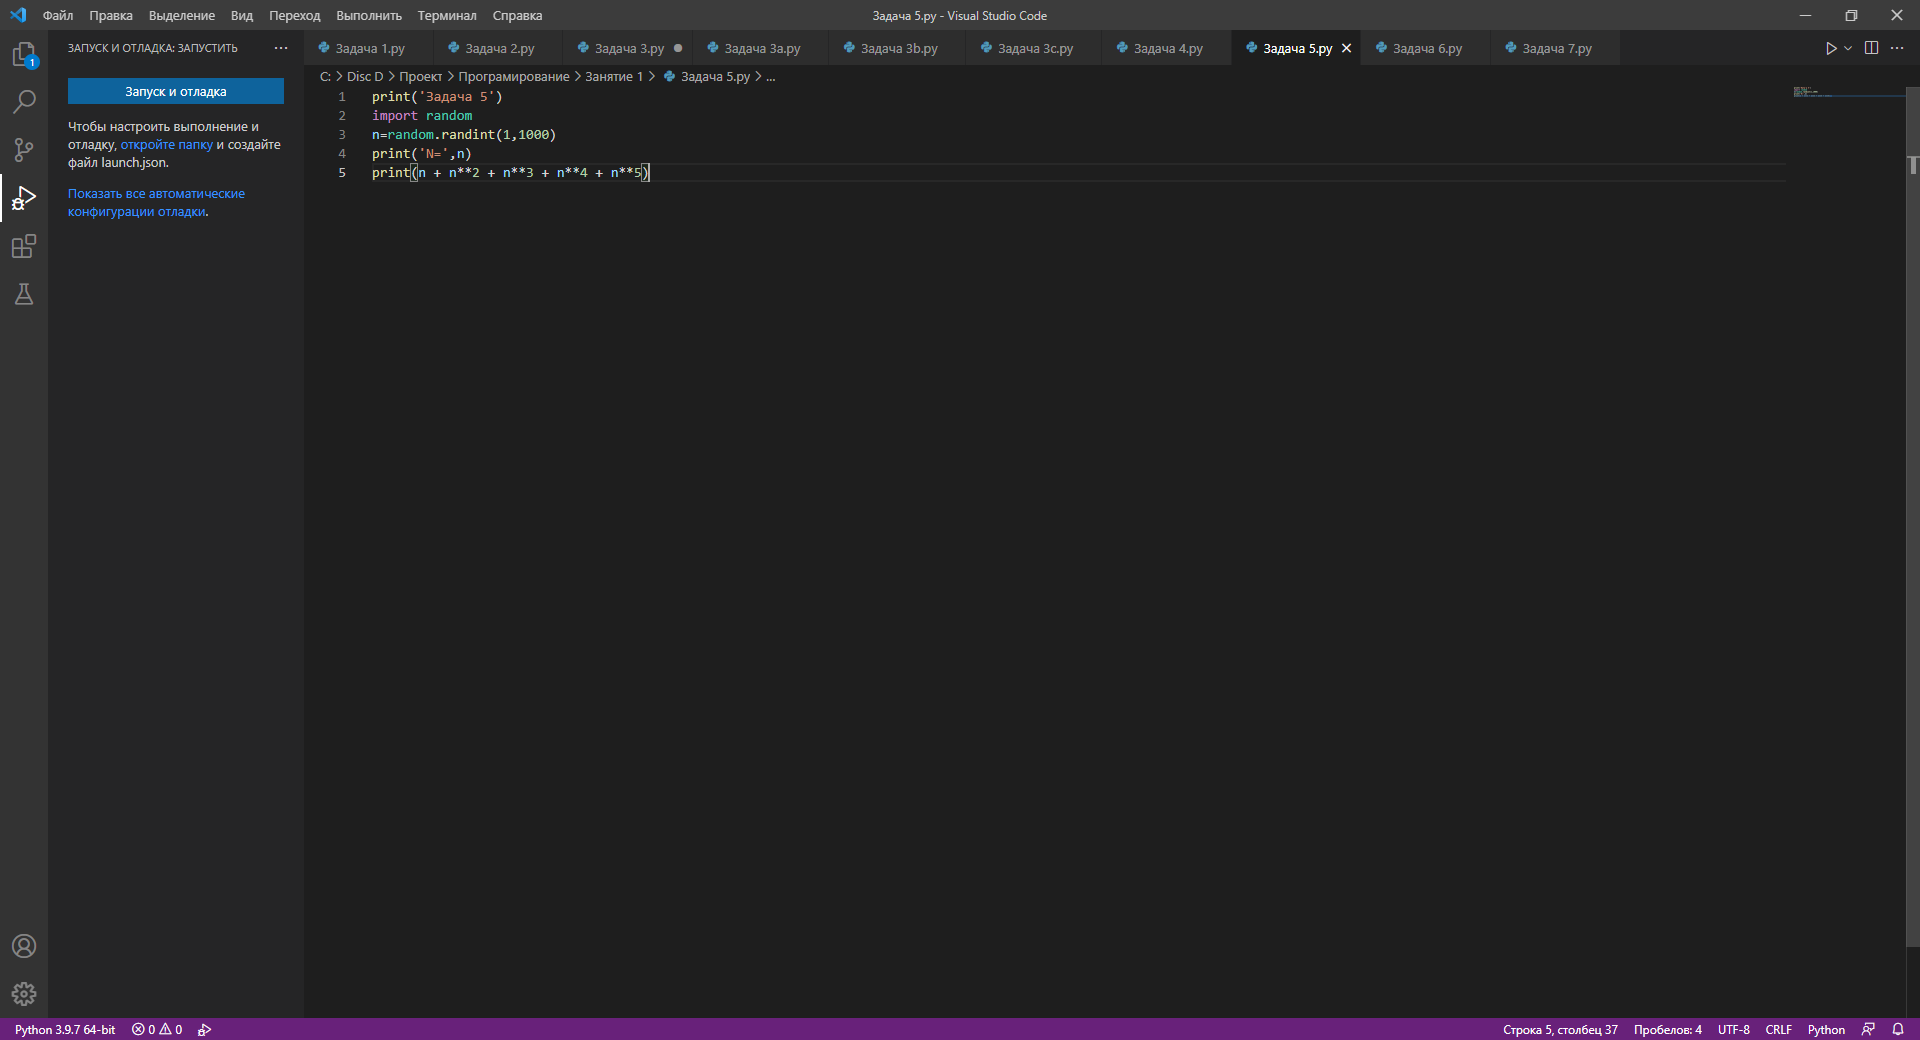 Файл Правка Выделение Вид Переход Выполнить Терминал Справка
Задача 5.py - Visual Studio Code
ЗАПУСК И ОТЛАДКА: ЗАПУСТИТЬ
Задача 1.py Задача 2.py Задача 3.py Задача 3a.py Задача 3b.py Задача 3c.py Задача 4.py Задача 5.py Задача 6.py Задача 7.py
1
Запуск и отладка
Чтобы настроить выполнение и
отладку, откройте папку и создайте
файл launch.json.
Показать все автоматические
конфигурации отладки.
C: > Disc D > Проект > Програмирование > Занятие 1 > Задача 5.py > ...
1 print('Задача 5')
2 import random
3 n=random.randint(1,1000)
4 print('N=',n)
5 print(n + n**2 + n**3 + n**4 + n**5)
Python 3.9.7 64-bit 0 0
Строка 5, столбец 37 Пробелов: 4 UTF-8 CRLF Python